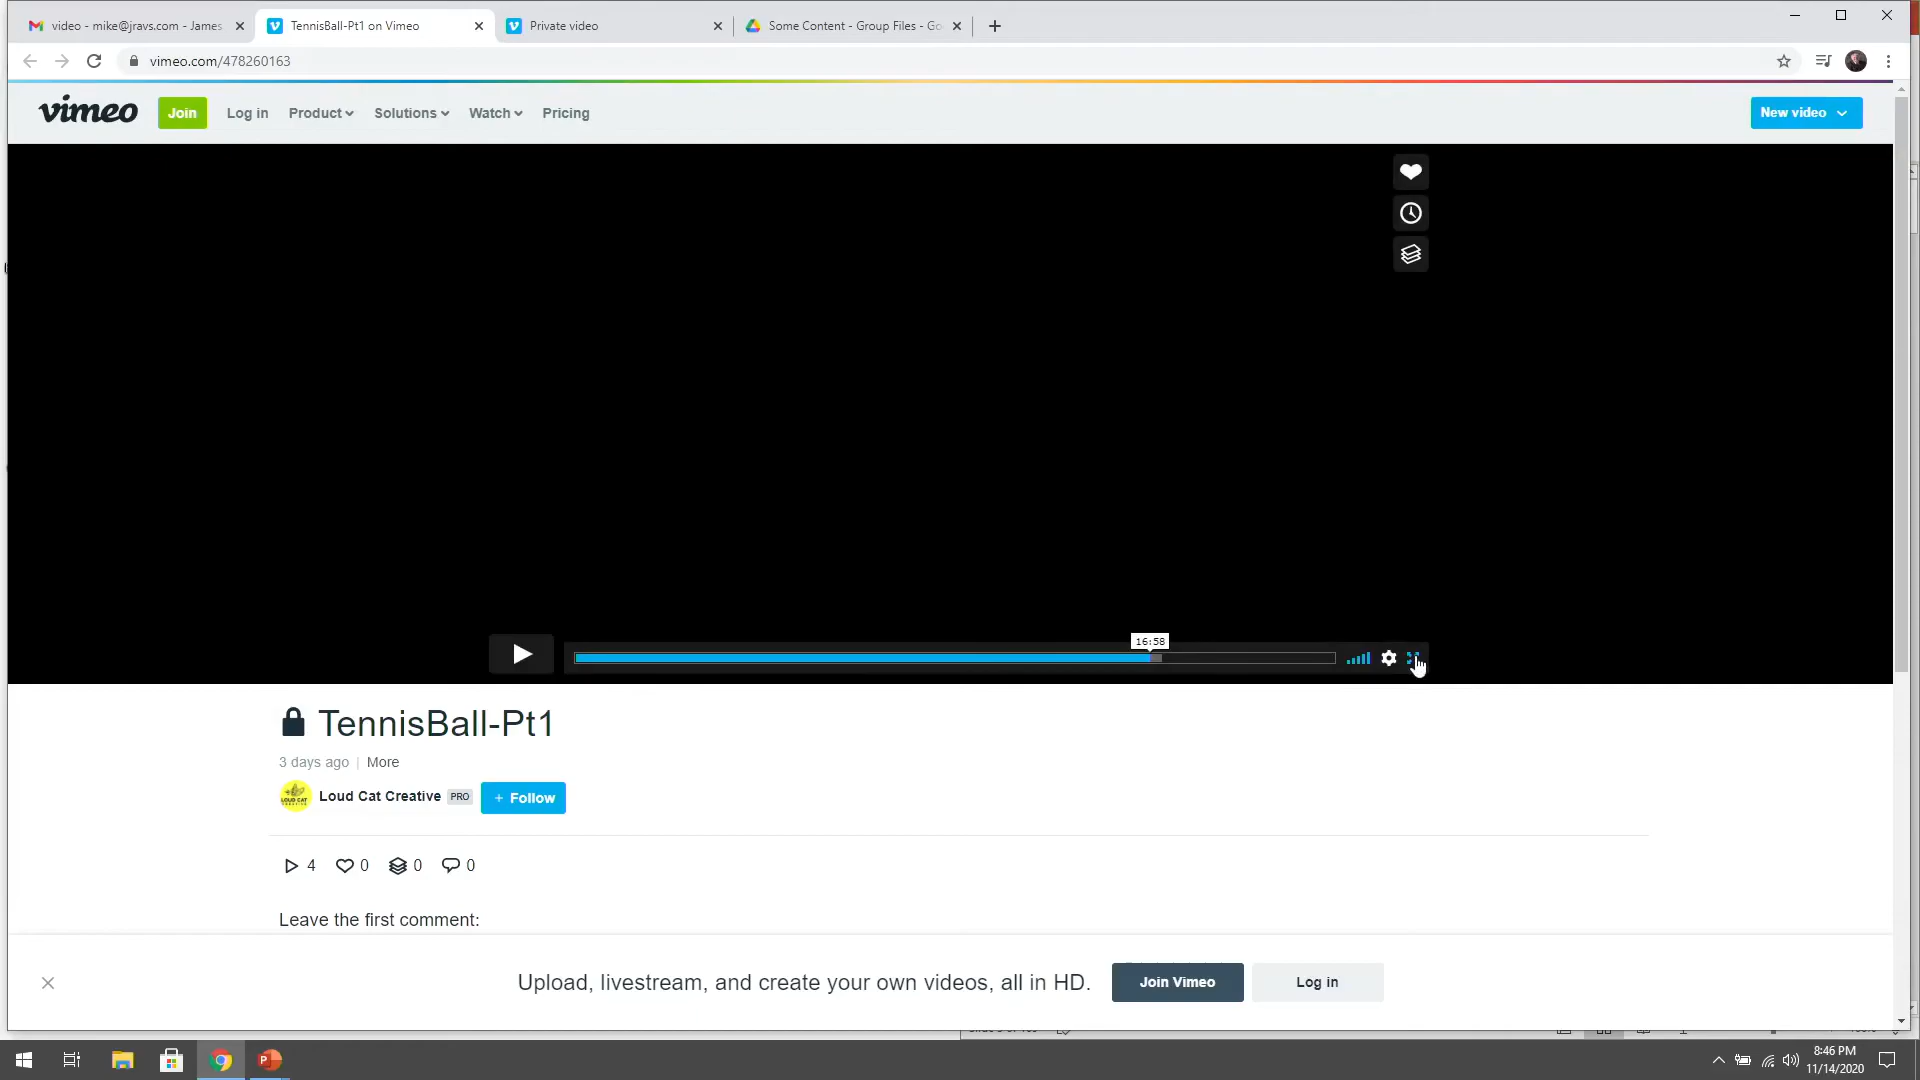 video - mike@jravs.com - James
TennisBall-Pt1 on Vimeo
Private video
Some Content - Group Files - Go
vimeo.com/478260163
vimeo
Join
Log in
Product
Solutions
Watch
Pricing
New video
16:58
TennisBall-Pt1
3 days ago | More
LOUD CAT
Loud Cat Creative PRO
+ Follow
4 0 0 0
Leave the first comment:
Upload, livestream, and create your own videos, all in HD.
Join Vimeo
Log in
8:46 PM
11/14/2020